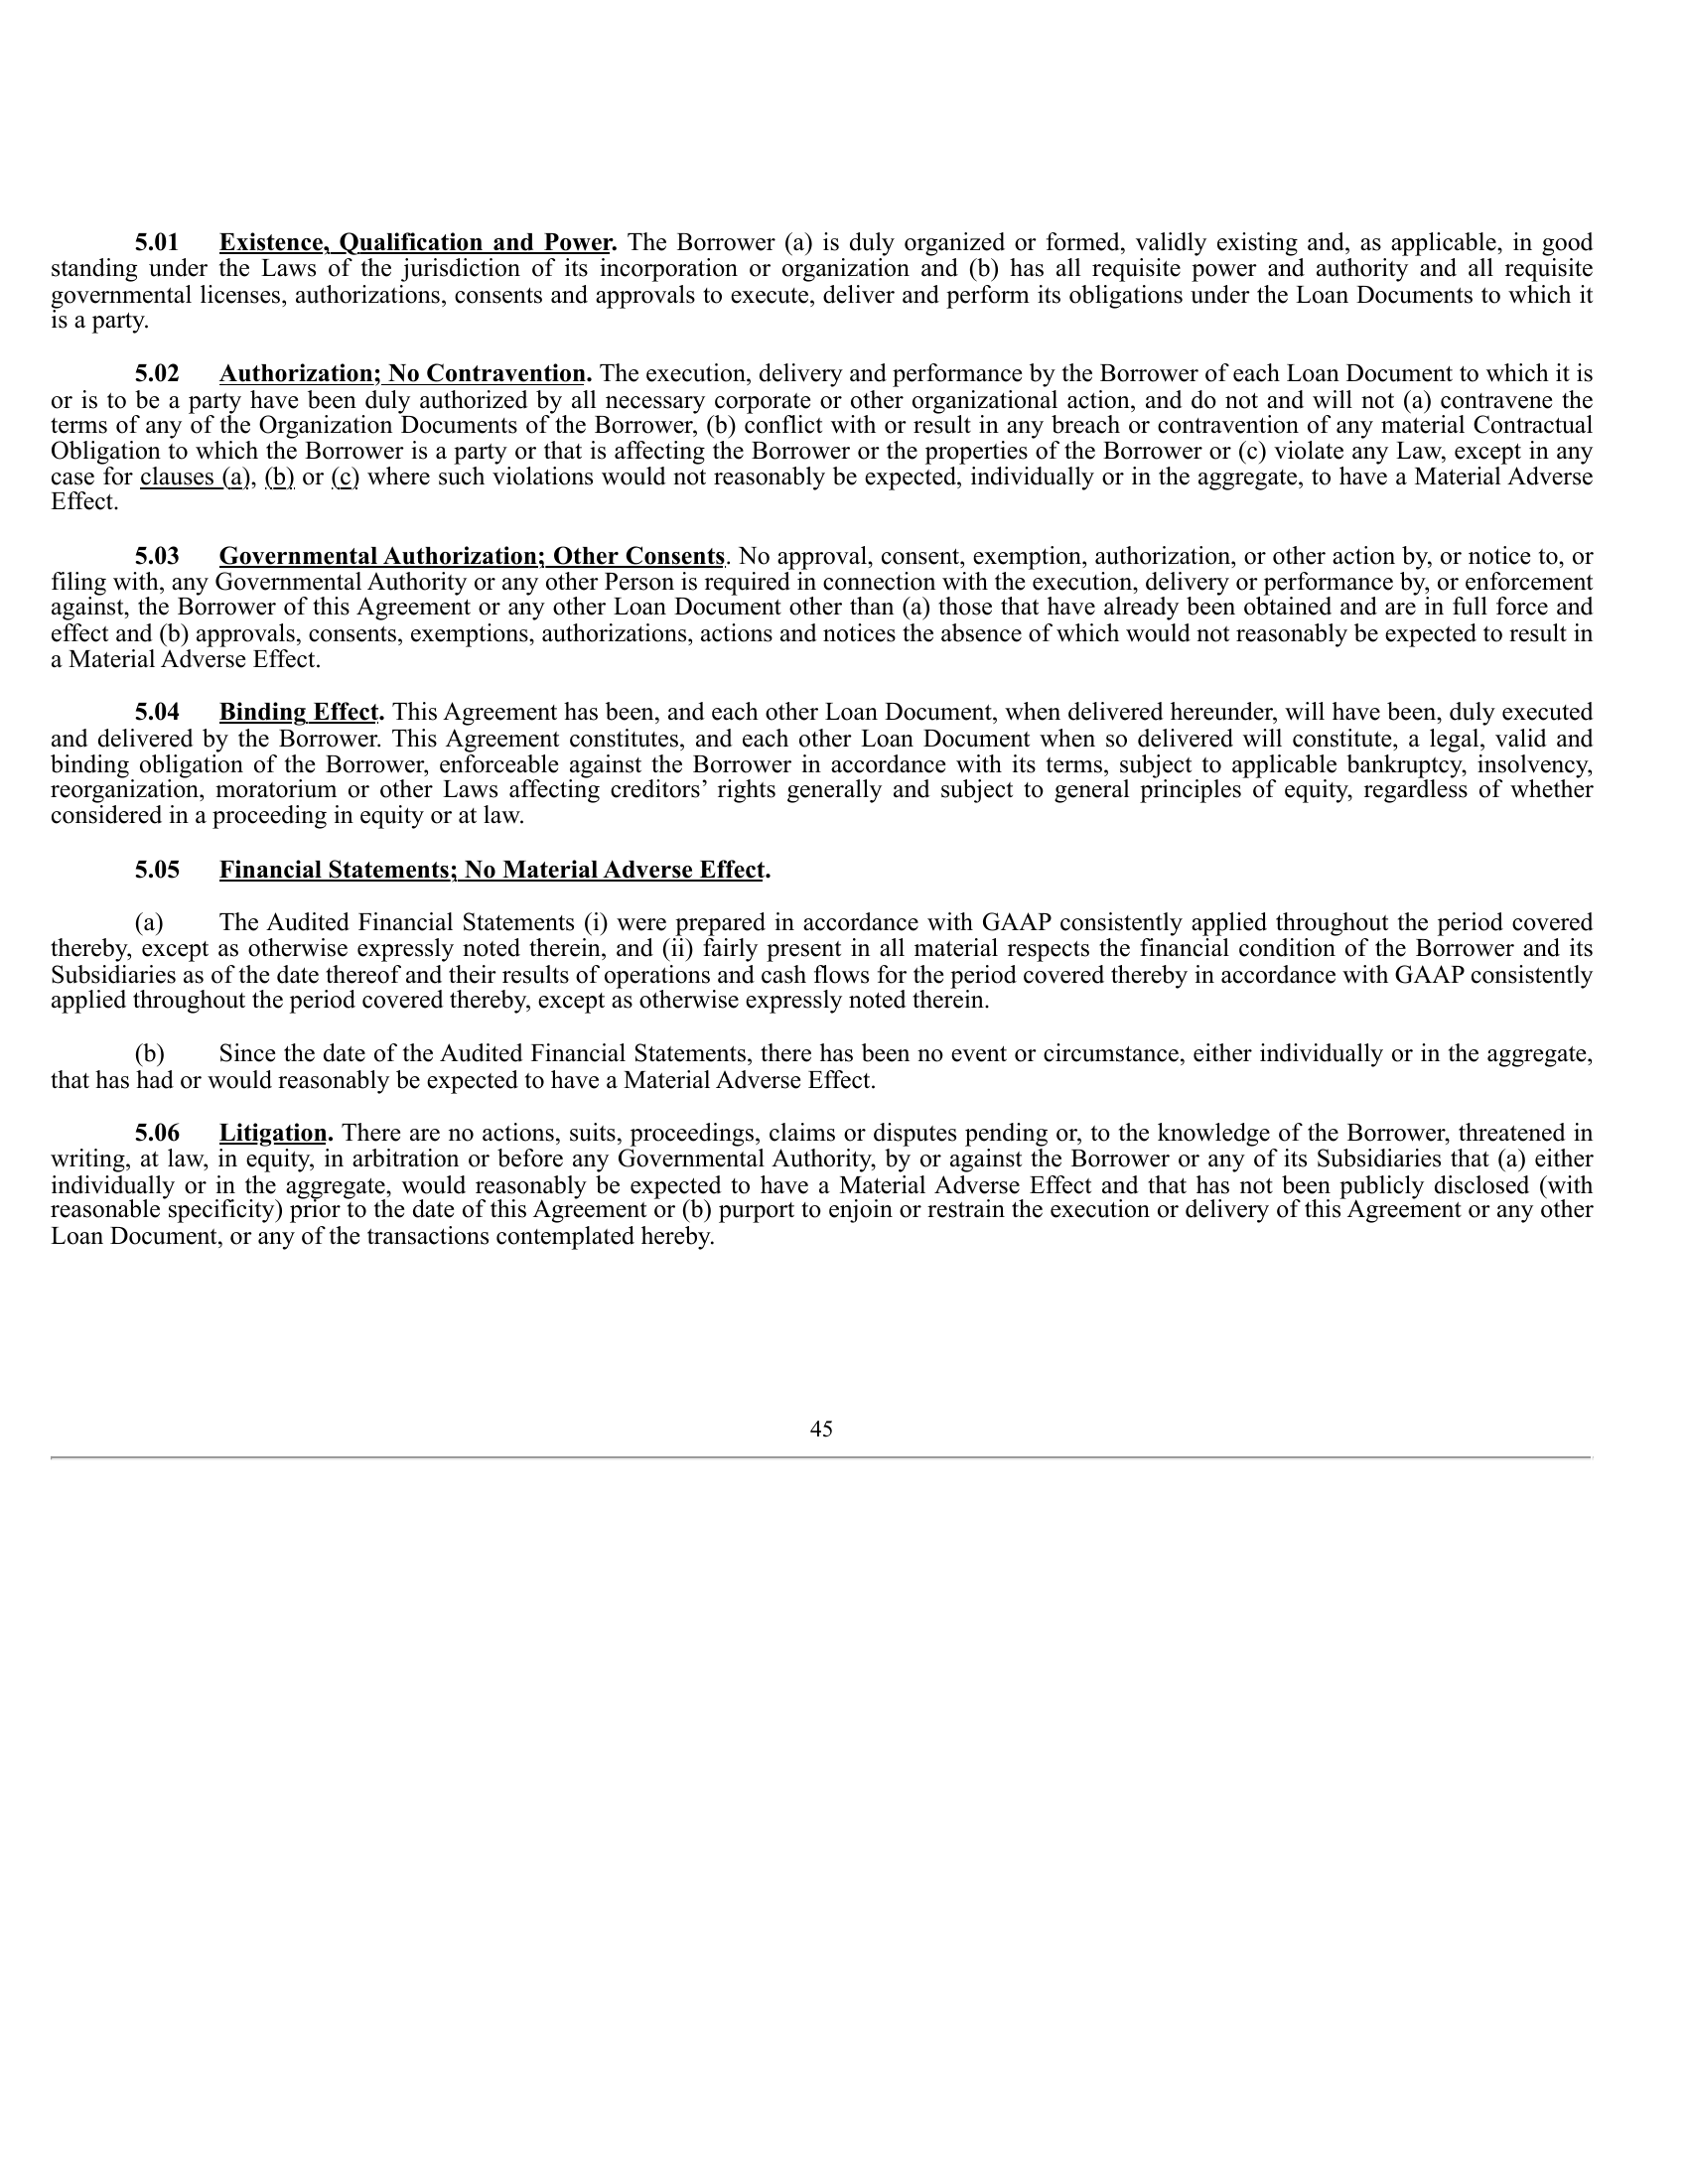 5.01 Existence, Qualification and Power. The Borrower (a) is duly organized or formed, validly existing and, as applicable, in good
standing under the Laws of the jurisdiction of its incorporation or organization and (b) has all requisite power and authority and all requisite
governmental licenses, authorizations, consents and approvals to execute, deliver and perform its obligations under the Loan Documents to which it
is a party.
5.02 Authorization; No Contravention. The execution, delivery and performance by the Borrower of each Loan Document to which it is
or is to be a party have been duly authorized by all necessary corporate or other organizational action, and do not and will not (a) contravene the
terms of any of the Organization Documents of the Borrower, (b) conflict with or result in any breach or contravention of any material Contractual
Obligation to which the Borrower is a party or that is affecting the Borrower or the properties of the Borrower or (c) violate any Law, except in any
case for clauses (a), (b) or (c) where such violations would not reasonably be expected, individually or in the aggregate, to have a Material Adverse
Effect.
5.03 Governmental Authorization; Other Consents. No approval, consent, exemption, authorization, or other action by, or notice to, or
filing with, any Governmental Authority or any other Person is required in connection with the execution, delivery or performance by, or enforcement
against, the Borrower of this Agreement or any other Loan Document other than (a) those that have already been obtained and are in full force and
effect and (b) approvals, consents, exemptions, authorizations, actions and notices the absence of which would not reasonably be expected to result in
a Material Adverse Effect.
5.04 Binding Effect. This Agreement has been, and each other Loan Document, when delivered hereunder, will have been, duly executed
and delivered by the Borrower. This Agreement constitutes, and each other Loan Document when so delivered will constitute, a legal, valid and
binding obligation of the Borrower, enforceable against the Borrower in accordance with its terms, subject to applicable bankruptcy, insolvency,
reorganization, moratorium or other Laws affecting creditors’ rights generally and subject to general principles of equity, regardless of whether
considered in a proceeding in equity or at law.
5.05 Financial Statements; No Material Adverse Effect.
(a) The Audited Financial Statements (i) were prepared in accordance with GAAP consistently applied throughout the period covered
thereby, except as otherwise expressly noted therein, and (ii) fairly present in all material respects the financial condition of the Borrower and its
Subsidiaries as of the date thereof and their results of operations and cash flows for the period covered thereby in accordance with GAAP consistently
applied throughout the period covered thereby, except as otherwise expressly noted therein.
(b) Since the date of the Audited Financial Statements, there has been no event or circumstance, either individually or in the aggregate,
that has had or would reasonably be expected to have a Material Adverse Effect.
5.06 Litigation. There are no actions, suits, proceedings, claims or disputes pending or, to the knowledge of the Borrower, threatened in
writing, at law, in equity, in arbitration or before any Governmental Authority, by or against the Borrower or any of its Subsidiaries that (a) either
individually or in the aggregate, would reasonably be expected to have a Material Adverse Effect and that has not been publicly disclosed (with
reasonable specificity) prior to the date of this Agreement or (b) purport to enjoin or restrain the execution or delivery of this Agreement or any other
Loan Document, or any of the transactions contemplated hereby.
45